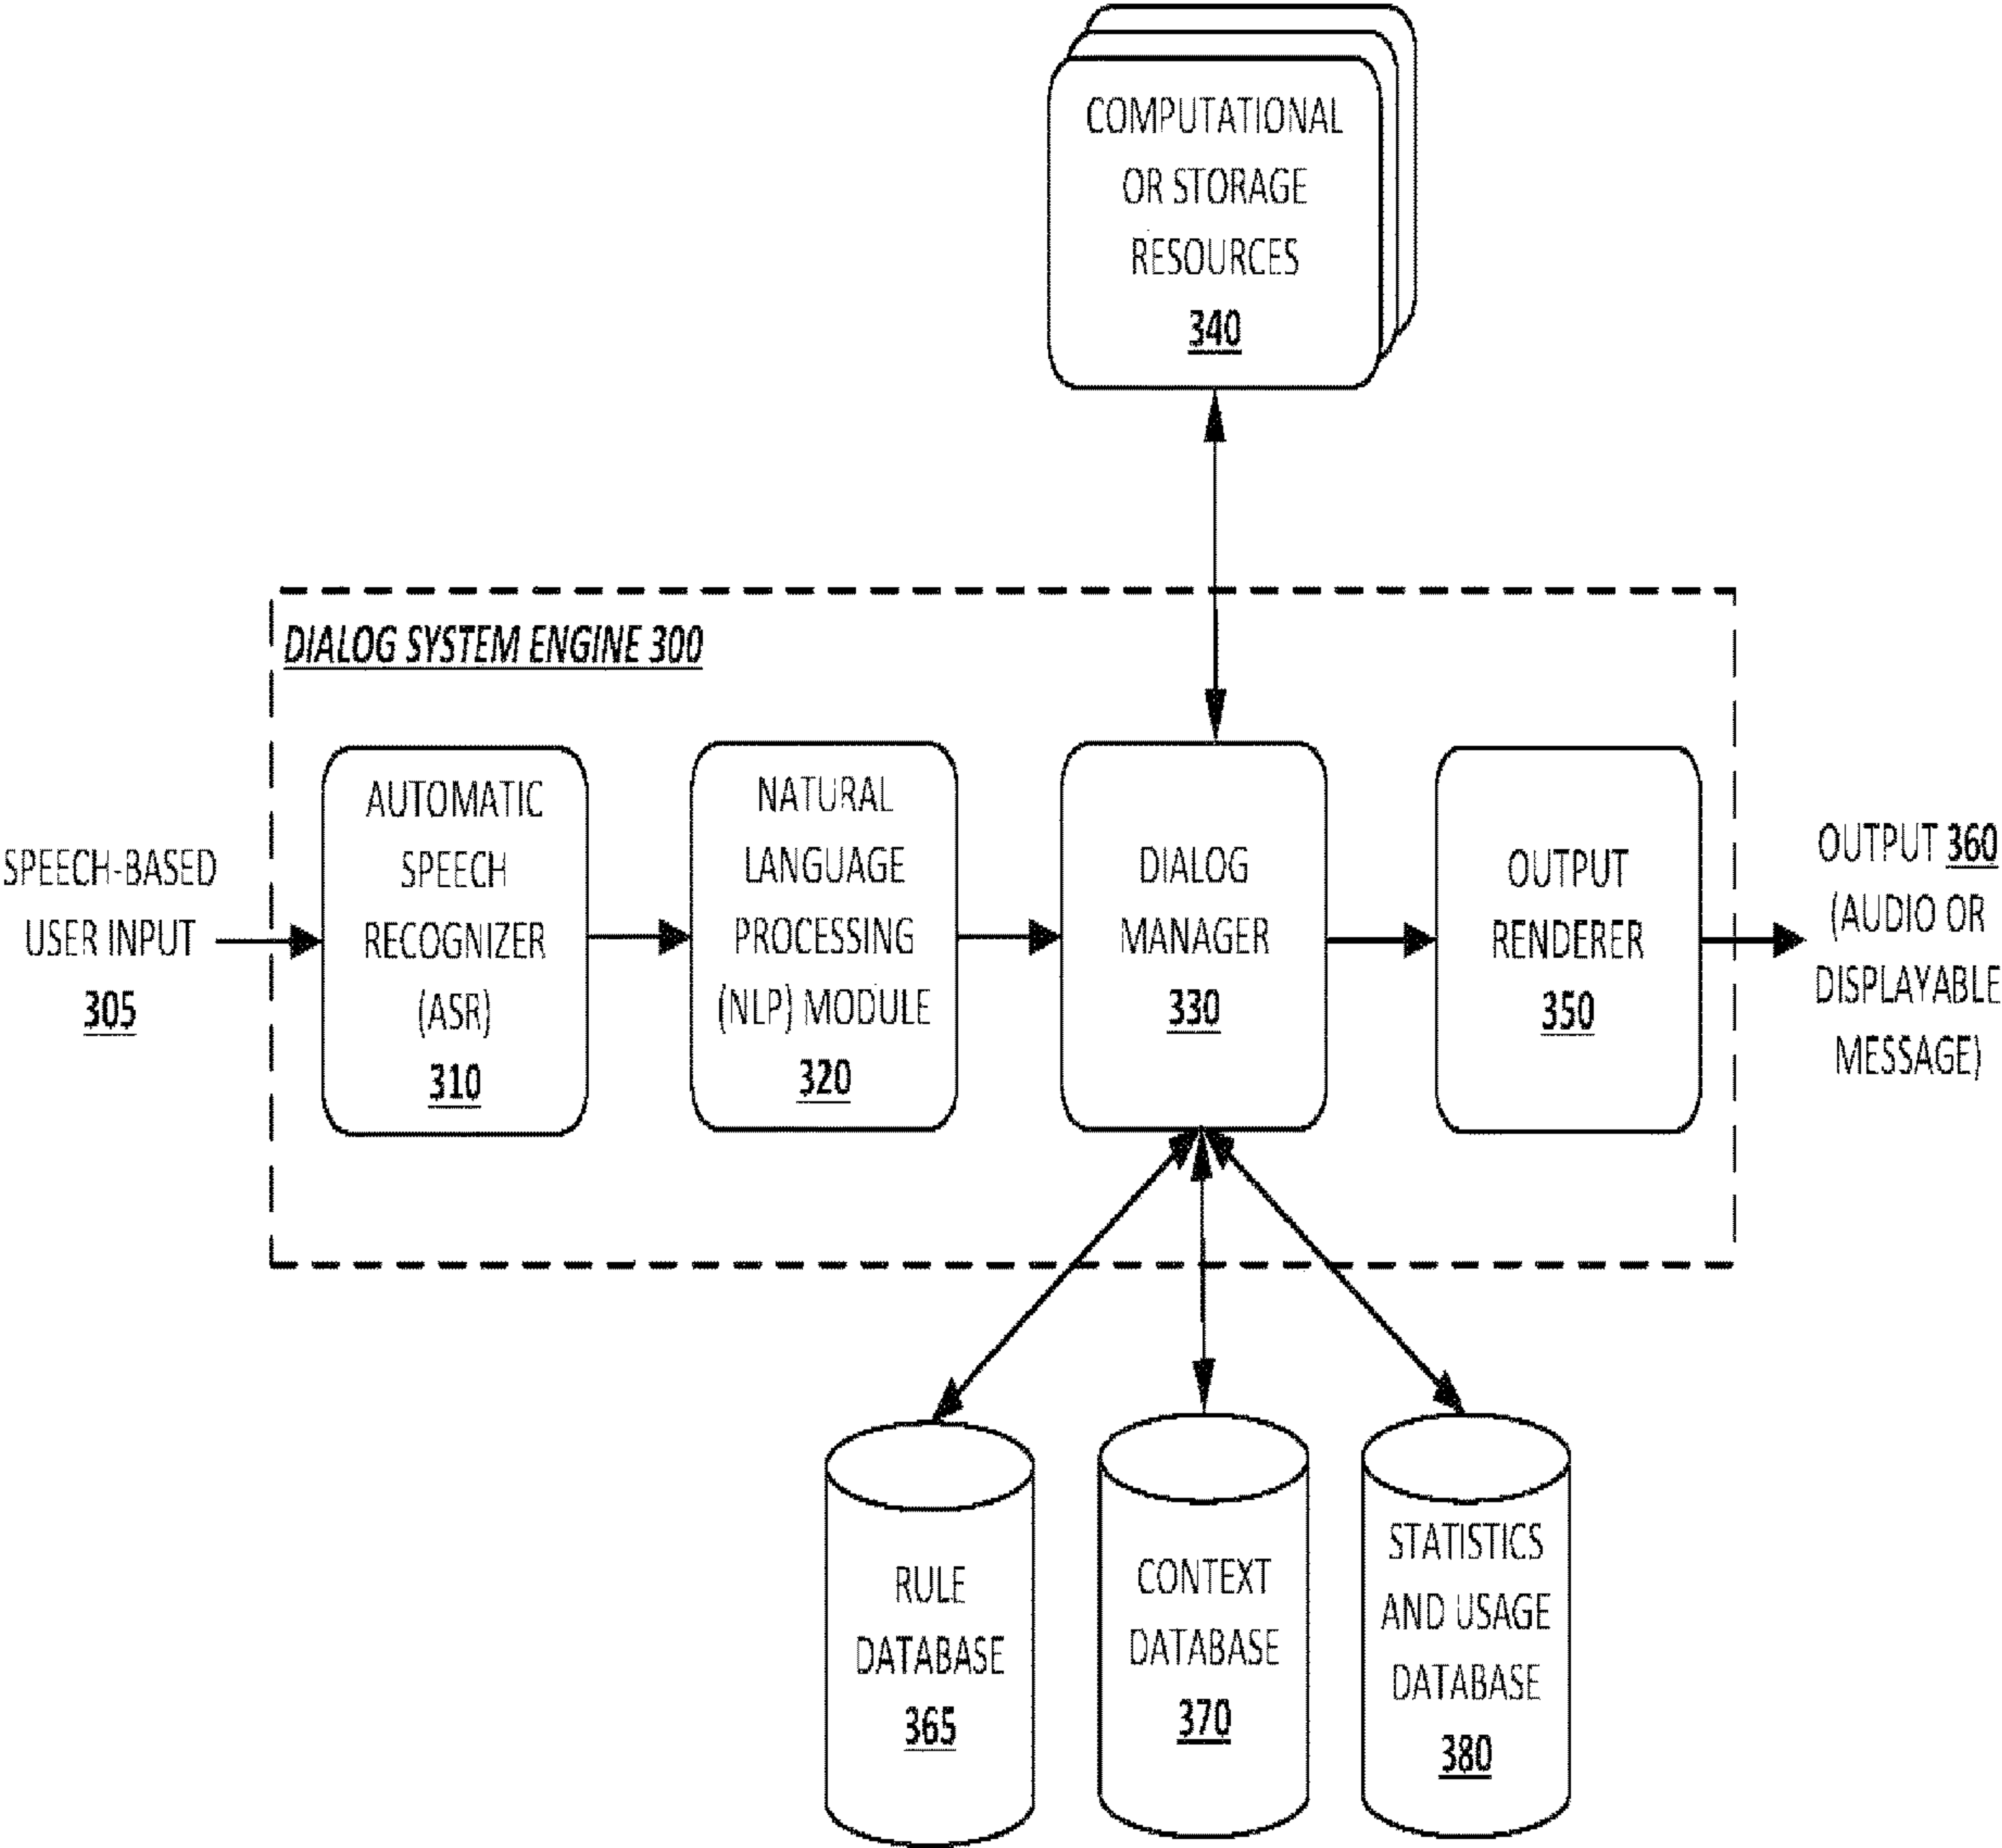 COMPUTATIONAL
OR STORAGE
RESOURCES
340
DIALOG SYSTEM ENGINE 300
SPEECH-BASED
USER INPUT
305
AUTOMATIC
SPEECH
RECOGNIZER
(ASR)
310
NATURAL
LANGUAGE
PROCESSING
(NLP) MODULE
320
DIALOG
MANAGER
330
OUTPUT
RENDERER
350
OUTPUT 360
(AUDIO OR
DISPLAYABLE
MESSAGE)
RULE
DATABASE
365
CONTEXT
DATABASE
370
STATISTICS
AND USAGE
DATABASE
380